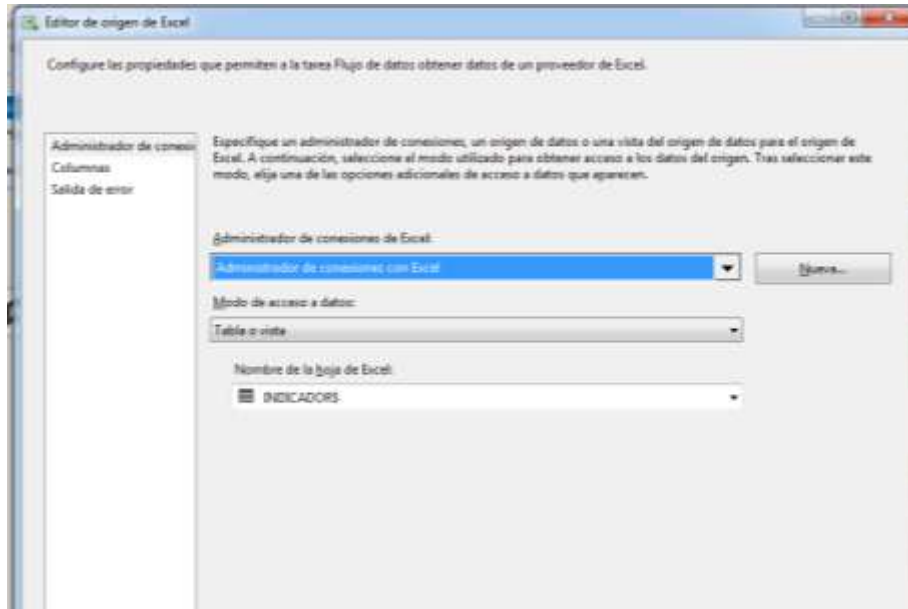 Editor de origen de Excel
Configure las propiedades que permiten a la tarea Flujo de datos obtener datos de un proveedor de Excel.
Administrador de conexi
Columnas
Salida de error
Especifique un administrador de conexiones, un origen de datos o una vista del origen de datos para el origen de
Excel. A continuación, seleccione el modo utilizado para obtener acceso a los datos del origen. Tras seleccionar este
modo, elija una de las opciones adicionales de acceso a datos que aparecen.
Administrador de conexiones de Excel:
Administrador de conexiones con Excel
Nueva...
Modo de acceso a datos:
Tabla o vista
Nombre de la hoja de Excel:
INDICADORS